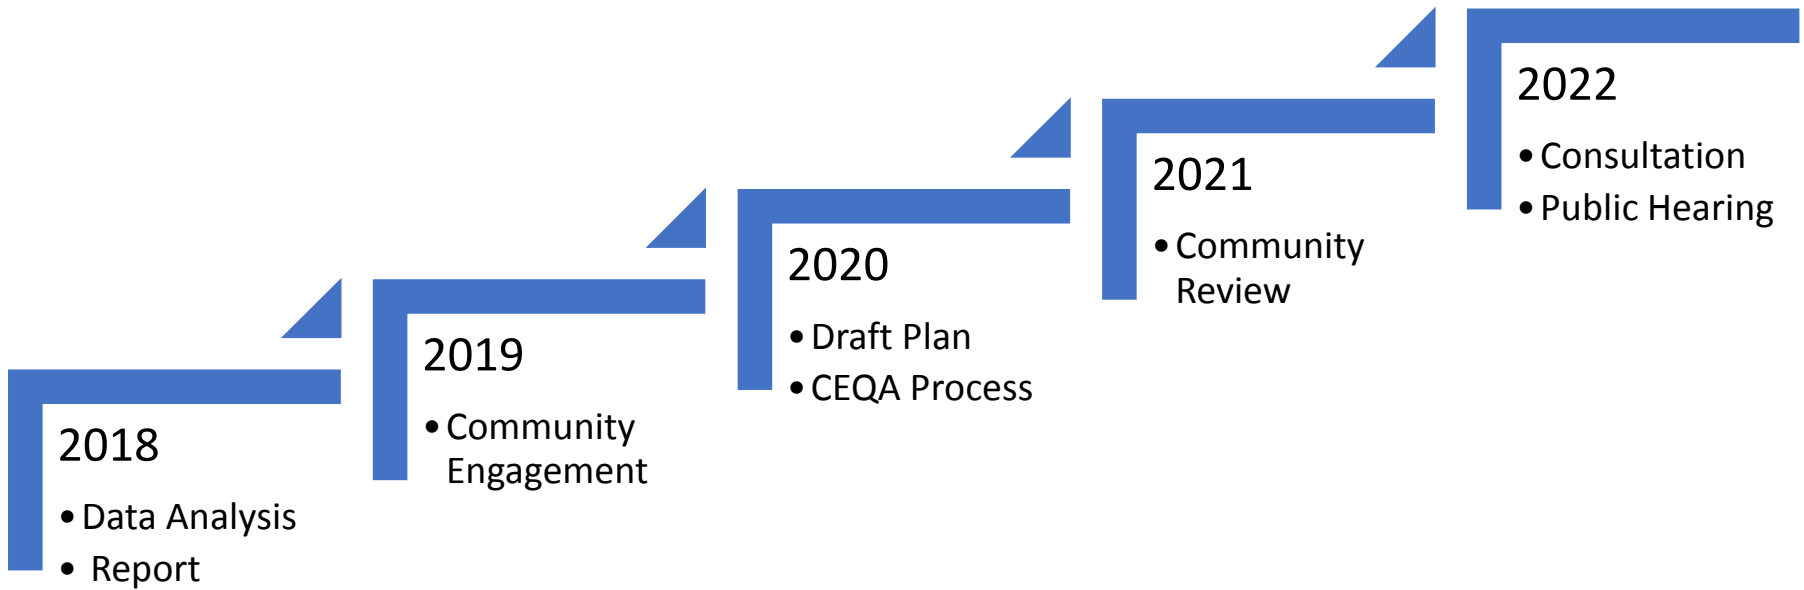 2018
• Data Analysis
• Report
2019
• Community
Engagement
2020
• Draft Plan
• CEQA Process
2021
• Community
Review
2022
• Consultation
• Public Hearing